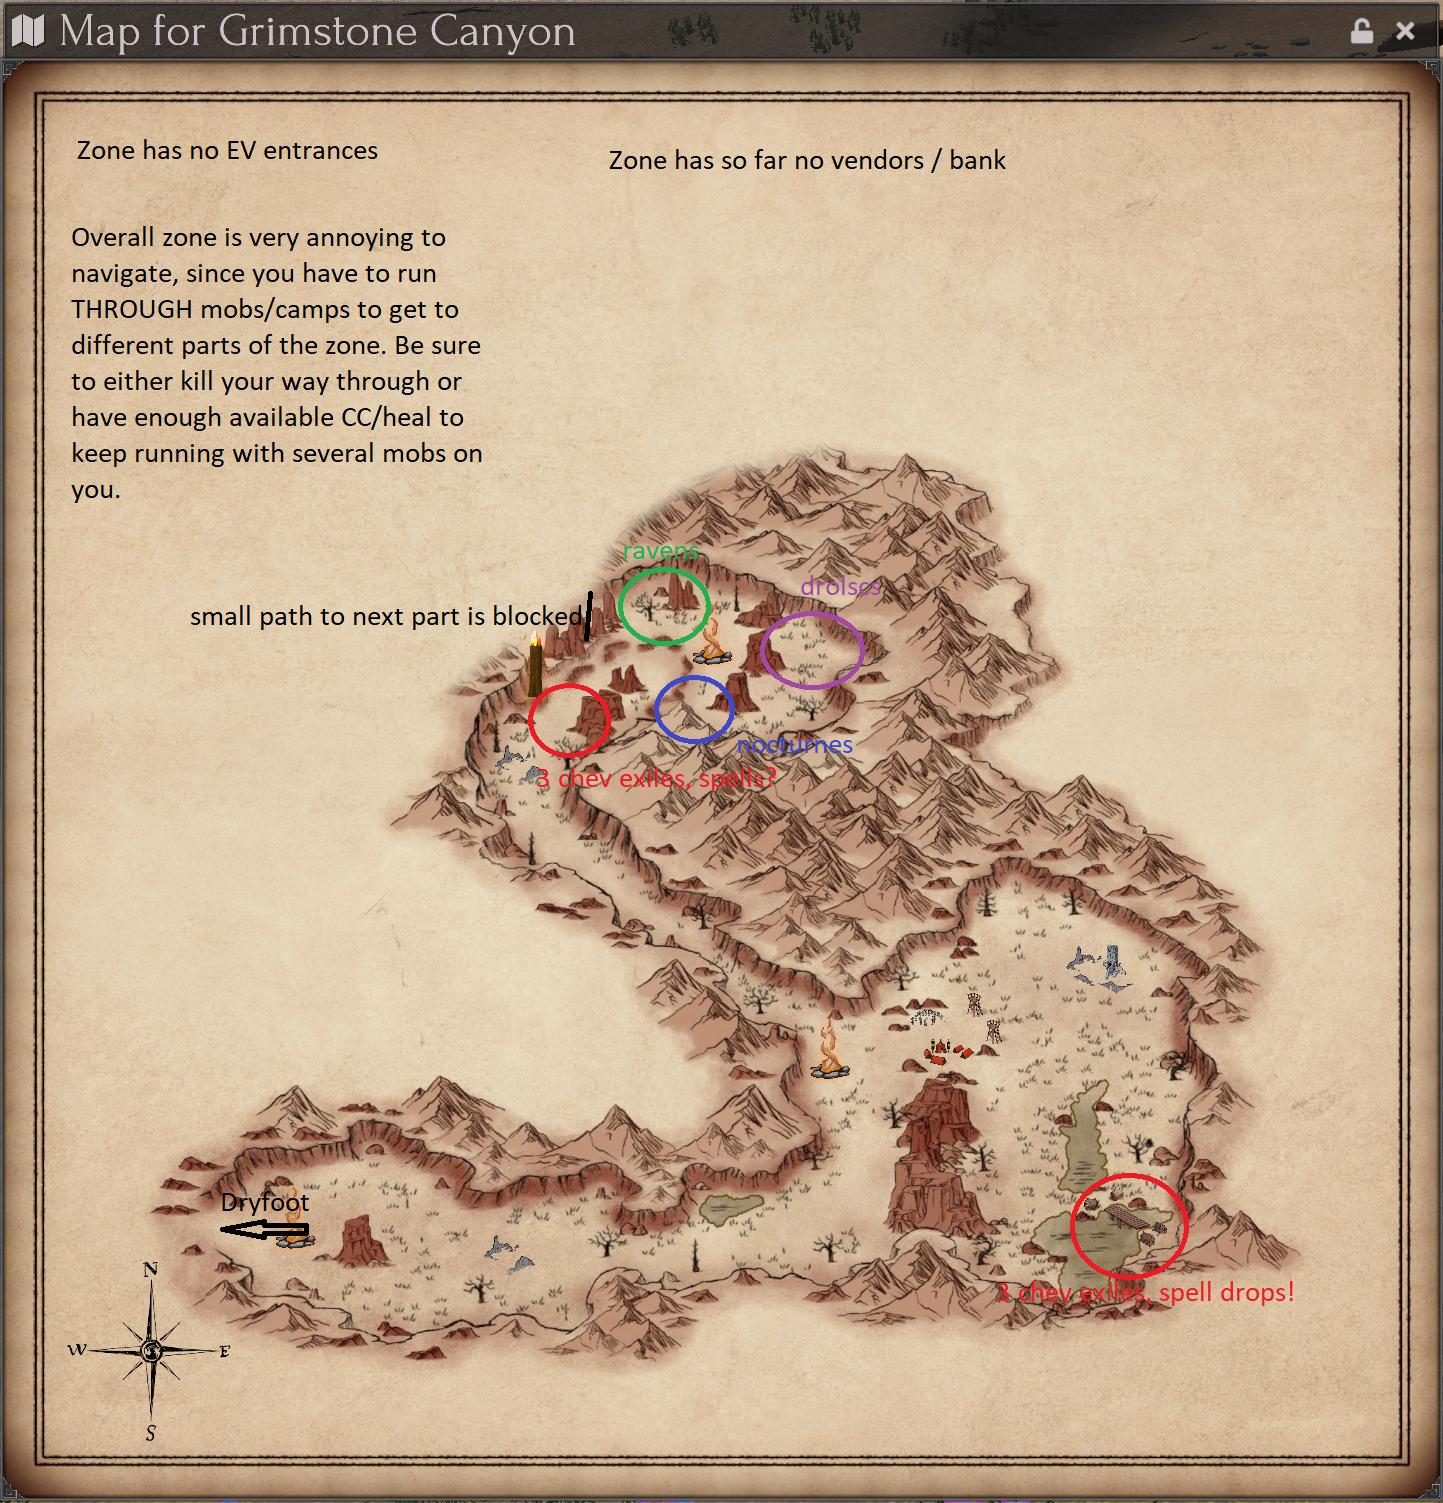 Map for Grimstone Canyon
Zone has no EV entrances
Zone has so far no vendors / bank
Overall zone is very annoying to
navigate, since you have to run
THROUGH mobs/camps to get to
different parts of the zone. Be sure
to either kill your way through or
have enough available CC/heal to
keep running with several mobs on
you.
ravens
drolscs
small path to next part is blocked
nocturnes
3 chev exiles, spells?
Dryfoot
3 chev exiles, spell drops!
N
W
E
S